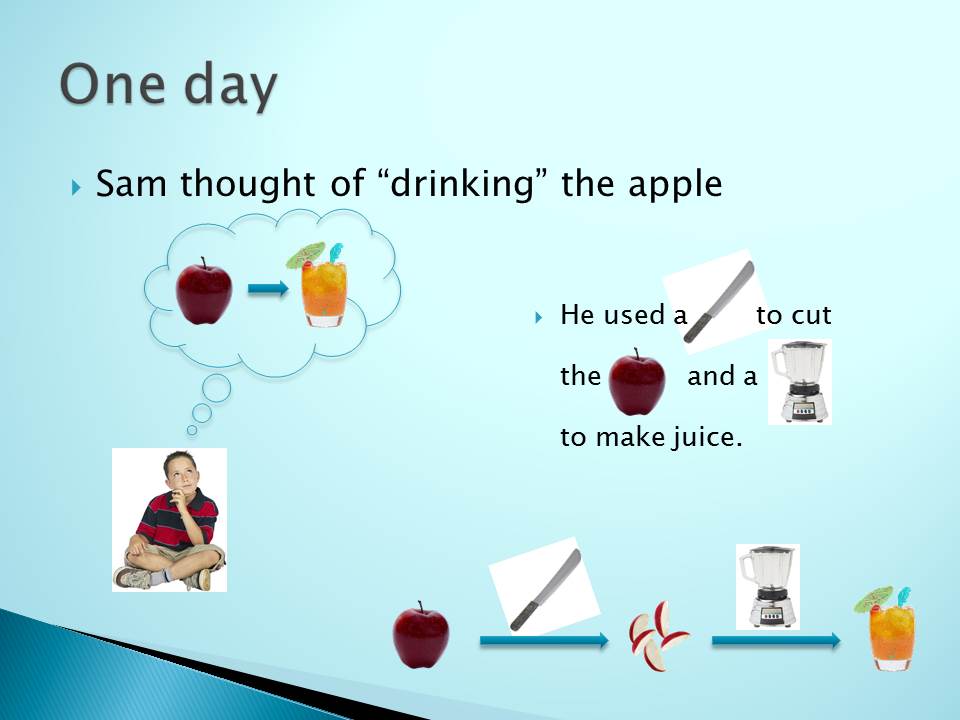 One day
Sam thought of “drinking” the apple
He used a to cut
the and a
to make juice.